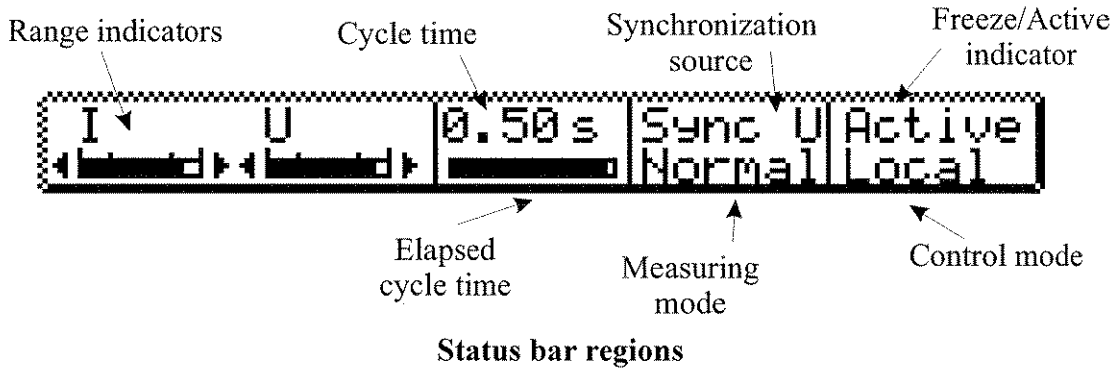 Range indicators
Cycle time
Synchronization
source
Freeze/Active
indicator
I U 0.50 s Sync U Active
Normal Local
Elapsed
cycle time
Measuring
mode
Control mode
Status bar regions